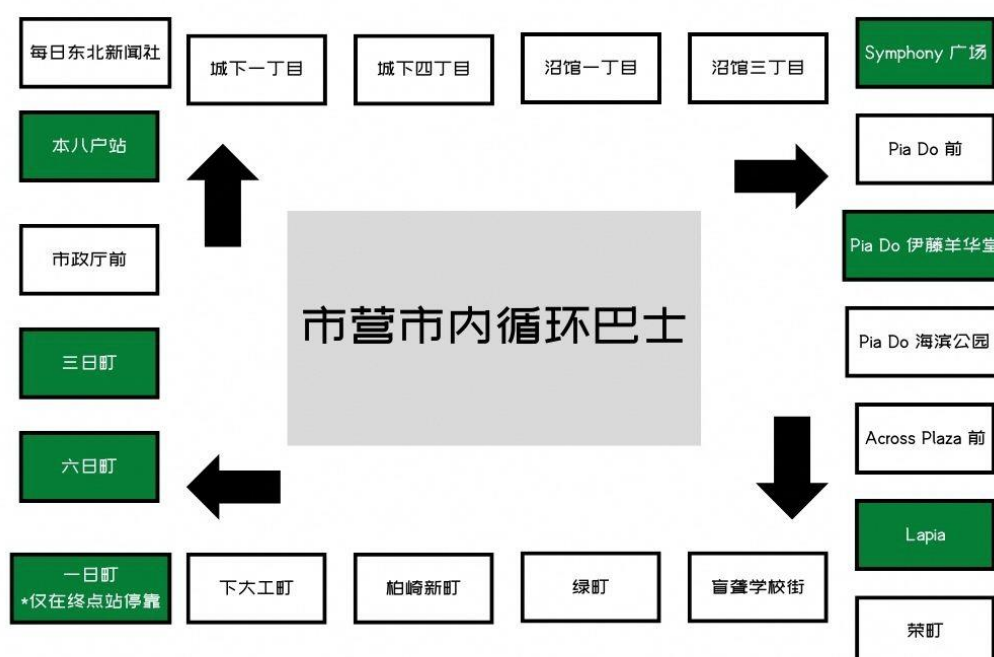 每日东北新闻社
城下一丁目
城下四丁目
沼馆一丁目
沼馆三丁目
Symphony 广场
本八户站
Pia Do 前
市政厅前
Pia Do 伊藤羊华堂
市营市内循环巴士
三日町
Pia Do 海滨公园
六日町
Across Plaza 前
Lapia
一日町
*仅在终点站停靠
下大工町
柏崎新町
绿町
盲聋学校街
荣町